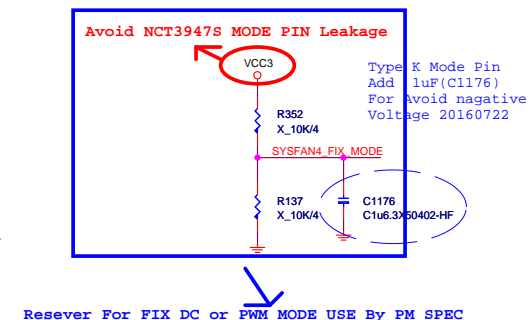 Avoid NCT3947S MODE PIN Leakage
VCC3
Type K Mode Pin
Add 1uF(C1176)
For Avoid nagative
Voltage 20160722
R352
X_10K/4
SYSFAN4_FIX_MODE
R137
X_10K/4
C1176
C1u6.3X50402-HF
Resever For FIX DC or PWM MODE USE By PM SPEC